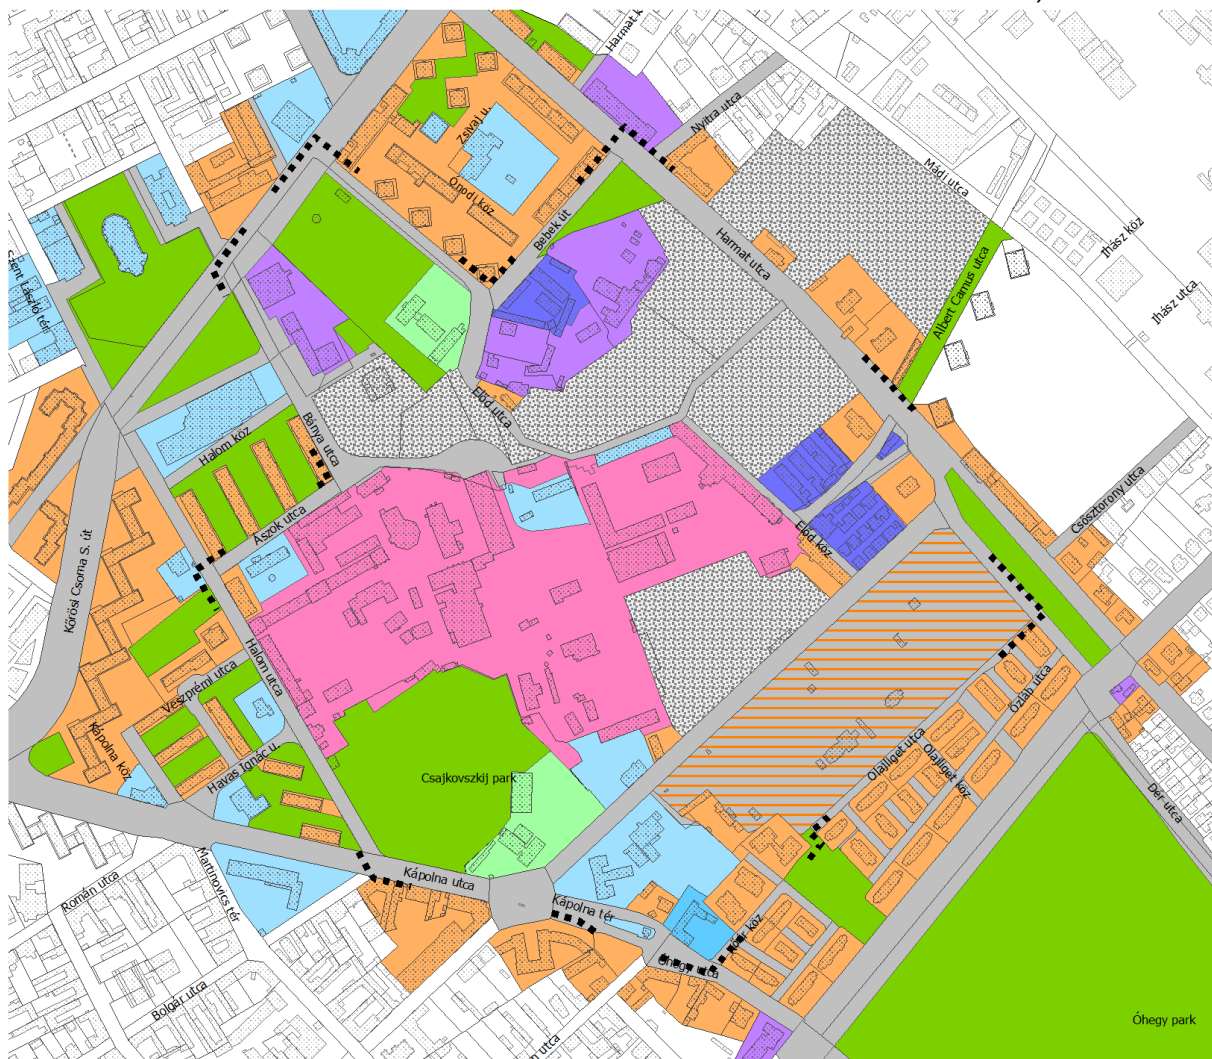 Harmat k
Nyitra utca
Zsivaj u.
Mádi utca
Ónodi köz
Bebek út
Ihász köz
Harmat utca
Szent László tér
Albert Camus utca
Ihász utca
Előd utca
Bánya utca
Halom köz
Csősztorony utca
Ászok utca
Előd köz
Kőrösi Csoma S. út
Halom utca
Veszprémi utca
Őzláb utca
Kápolna köz
Olajliget utca
Olajliget köz
Havas Ignác u.
Csajkovszkij park
Dér utca
Román utca
Martinovics tér
Kápolna utca
Kápolna tér
köz
Óhegy utca
Bolgár utca
Óhegy park
utca